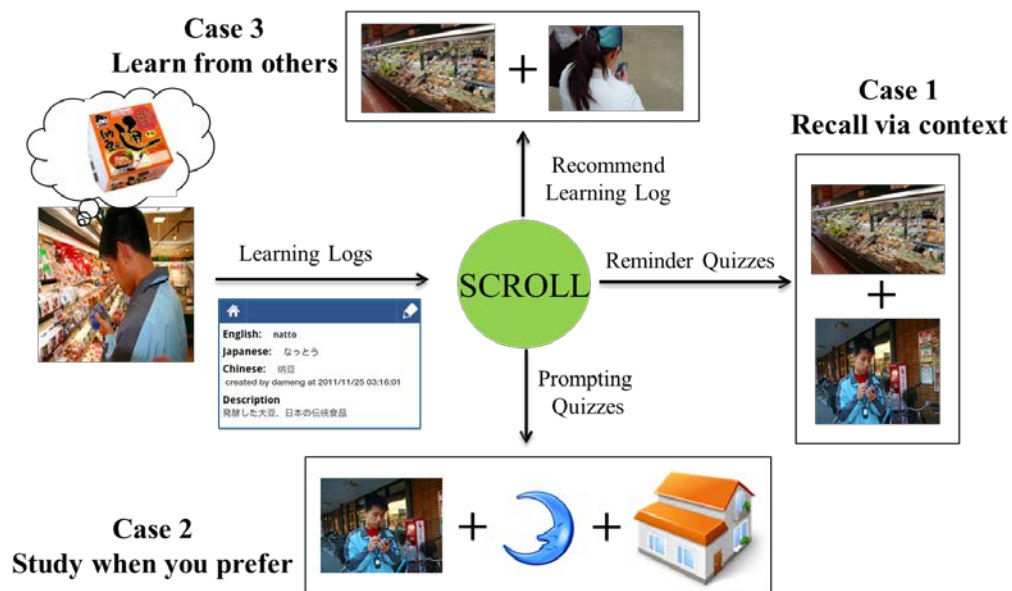 Case 3
Learn from others
Case 1
Recall via context
Recommend
Learning Log
Learning Logs
SCROLL
Reminder Quizzes
English: natto
Japanese: なっとう
Chinese: 纳豆
created by dameng at 2011/11/25 03:16:01
Description
発酵した大豆、日本の伝統食品
Prompting
Quizzes
Case 2
Study when you prefer